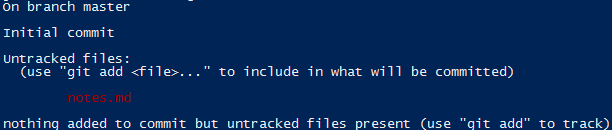 On branch master
Initial commit
Untracked files:
  (use "git add <file>..." to include in what will be committed)
        notes.md
nothing added to commit but untracked files present (use "git add" to track)